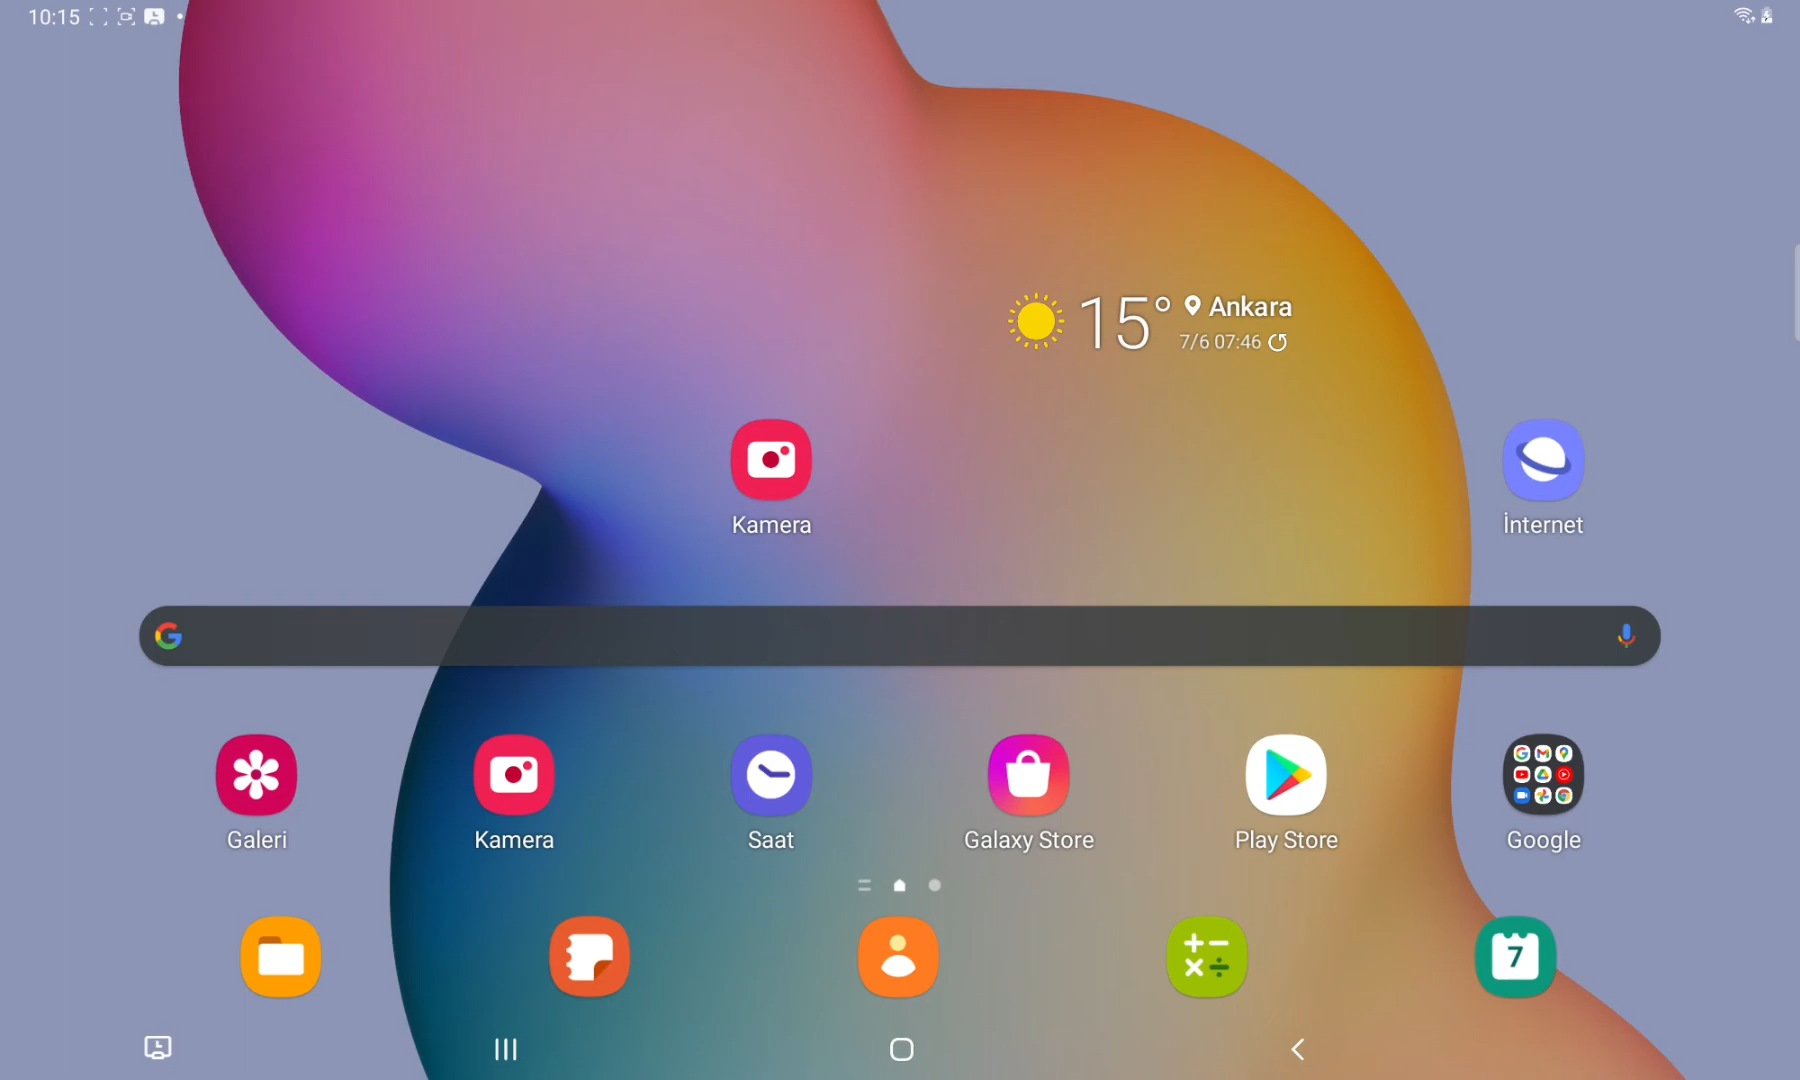 10:15
15° Ankara
7/6 07:46
Kamera
İnternet
Galeri
Kamera
Saat
Galaxy Store
Play Store
Google
7